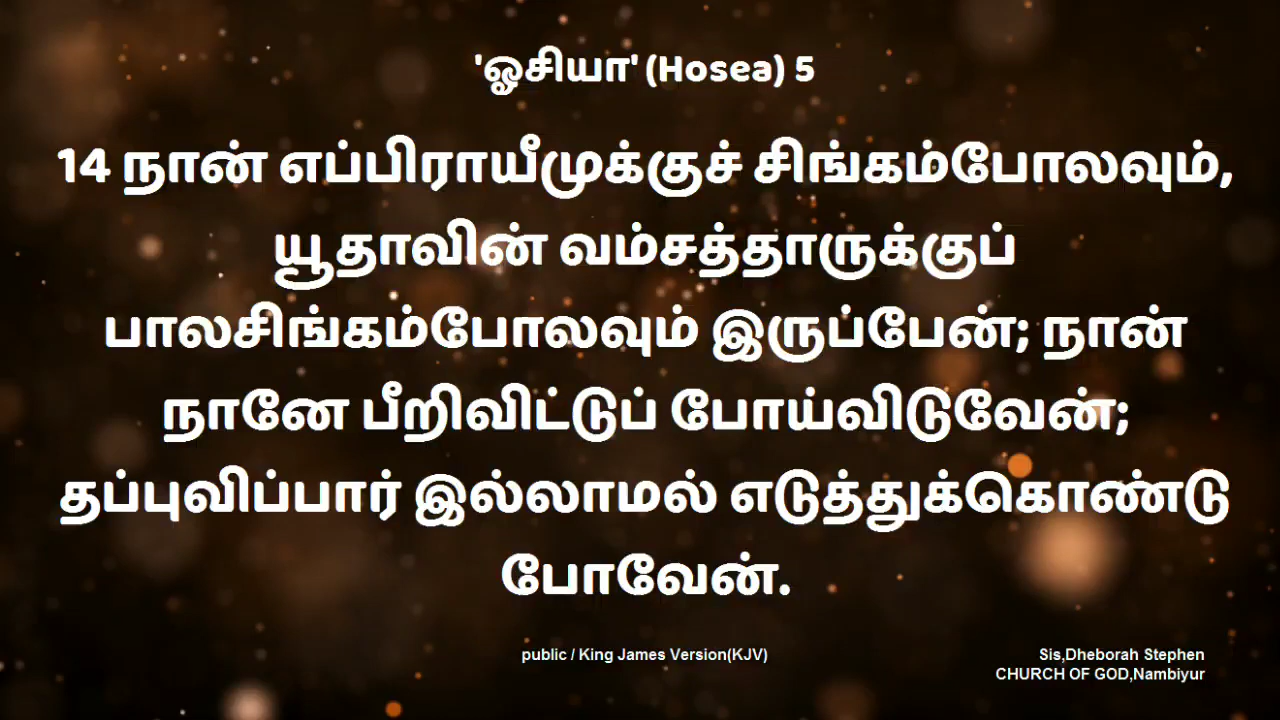 'ஓசியா' (Hosea) 5
14 நான் எப்பிராயீமுக்குச் சிங்கம்போலவும்,
யூதாவின் வம்சத்தாருக்குப்
பாலசிங்கம்போலவும் இருப்பேன்; நான்
நானே பீறிவிட்டுப் போய்விடுவேன்;
தப்புவிப்பார் இல்லாமல் எடுத்துக்கொண்டு
போவேன்.
public / King James Version(KJV)
Sis,Dheborah Stephen
CHURCH OF GOD,Nambiyur